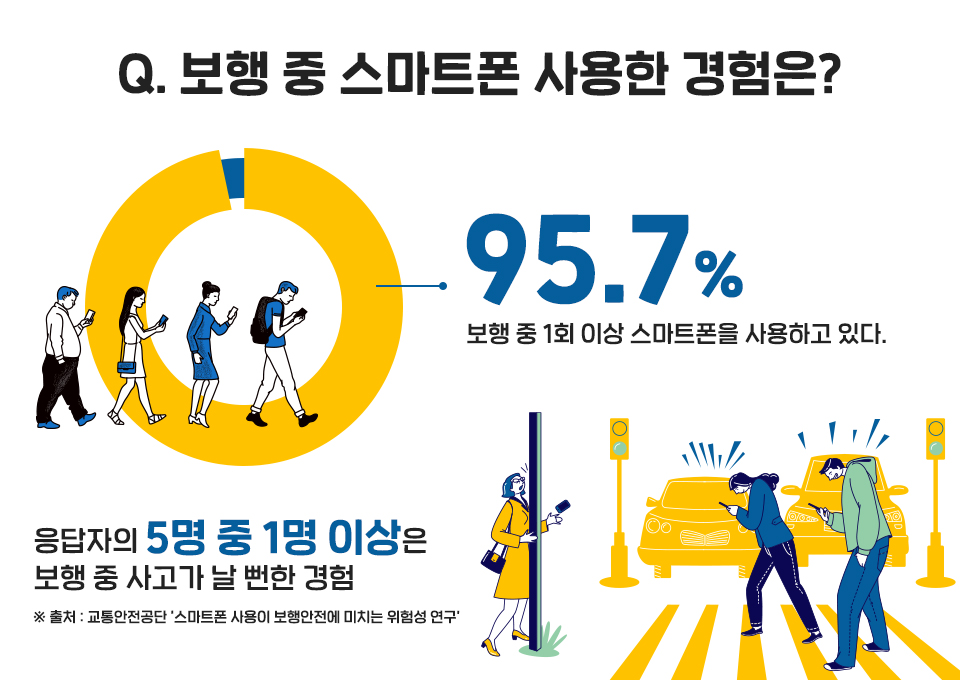 Q. 보행 중 스마트폰 사용한 경험은?
95.7%
보행 중 1회 이상 스마트폰을 사용하고 있다.
응답자의 5명 중 1명 이상은
보행 중 사고가 날 뻔한 경험
※ 출처 : 교통안전공단 '스마트폰 사용이 보행안전에 미치는 위험성 연구'